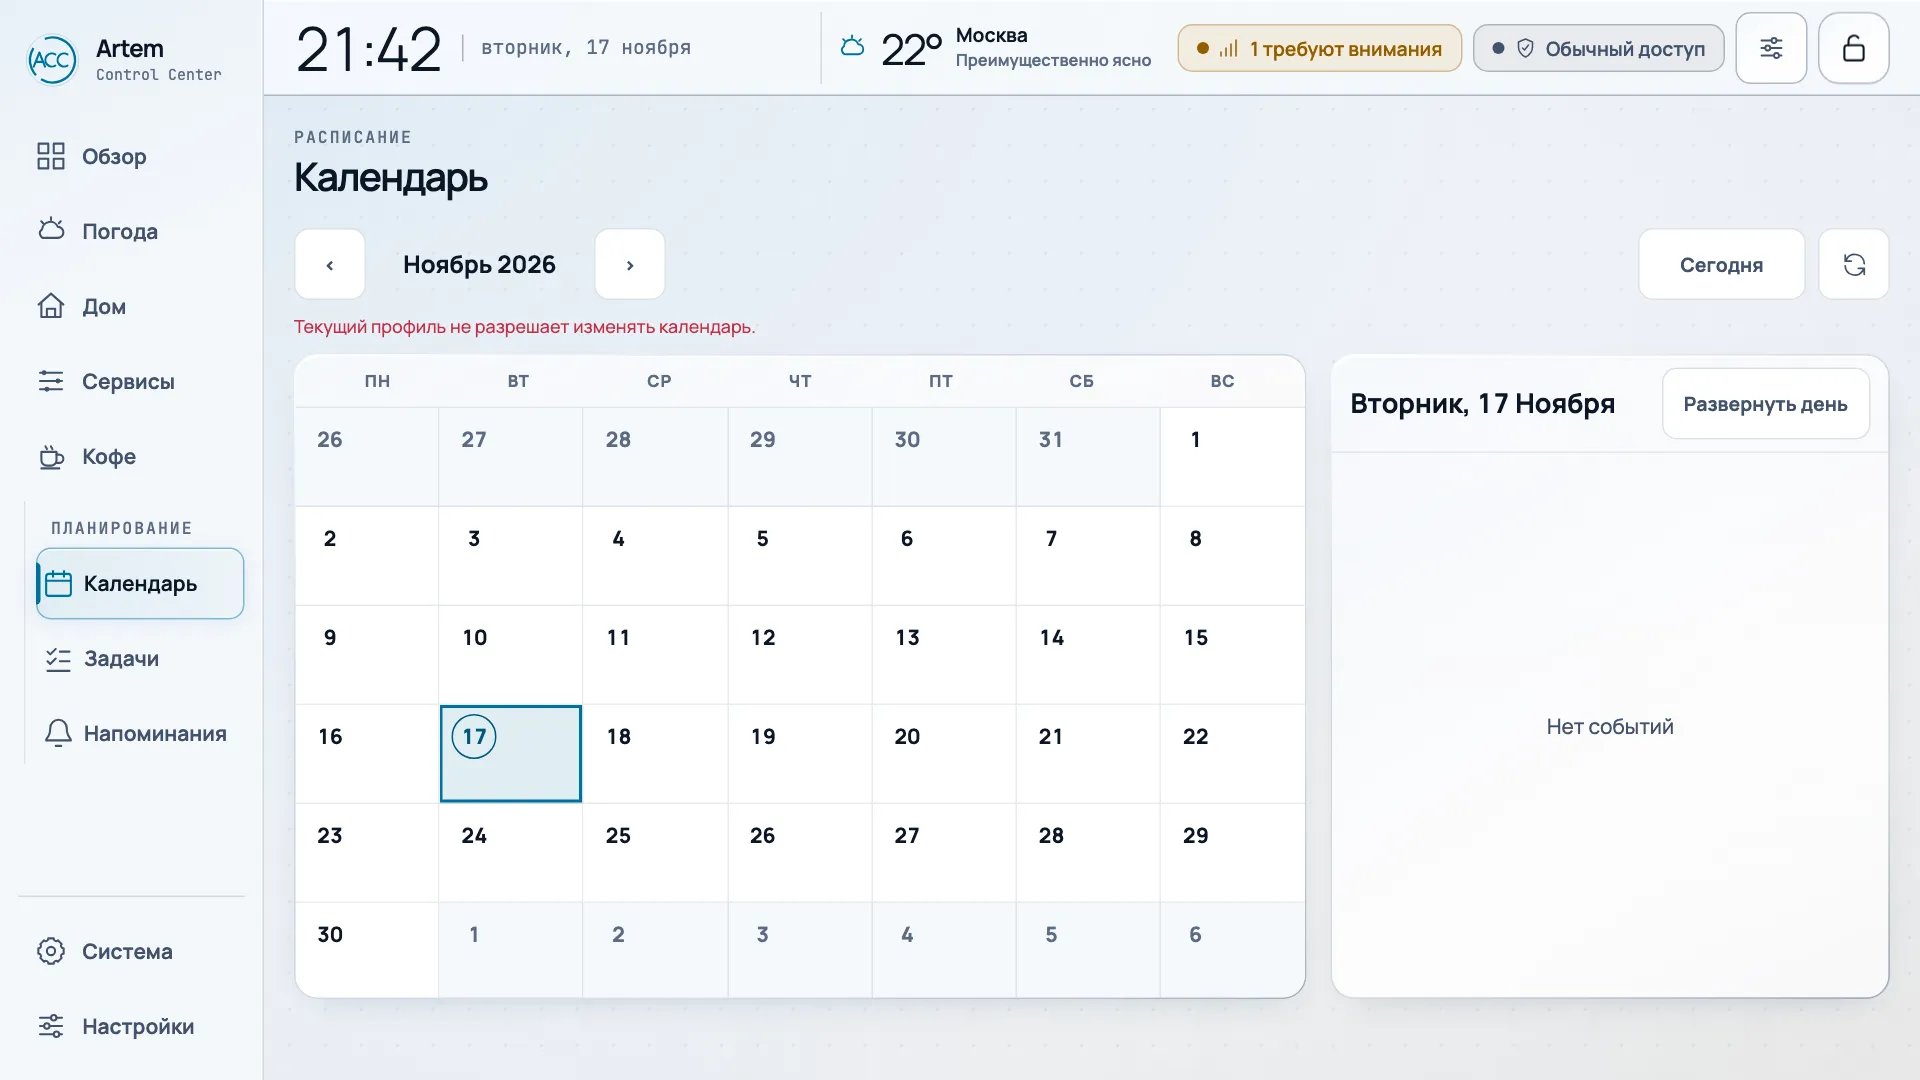 ACC
Artem
Control Center
21:42
вторник, 17 ноября
22°
Москва
Преимущественно ясно
1 требуют внимания
Обычный доступ
Обзор
Погода
Дом
Сервисы
Кофе
ПЛАНИРОВАНИЕ
Календарь
Задачи
Напоминания
Система
Настройки
РАСПИСАНИЕ
Календарь
‹ Ноябрь 2026 ›
Сегодня
Текущий профиль не разрешает изменять календарь.
ПН ВТ СР ЧТ ПТ СБ ВС
26 27 28 29 30 31 1
2 3 4 5 6 7 8
9 10 11 12 13 14 15
16 17 18 19 20 21 22
23 24 25 26 27 28 29
30 1 2 3 4 5 6
Вторник, 17 Ноября
Развернуть день
Нет событий